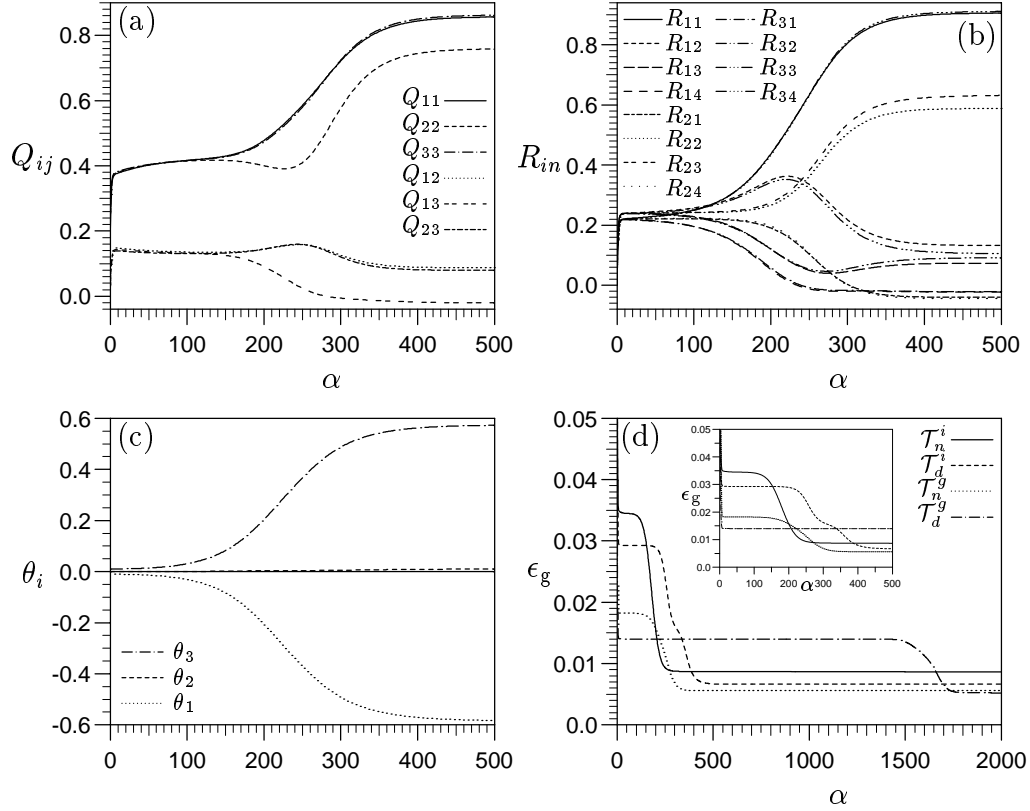 (a)
0.8
0.6
0.4
0.2
0.0
Q_{ij}
Q_{11}
Q_{22}
Q_{33}
Q_{12}
Q_{13}
Q_{23}
0 100 200 300 400 500
α
(b)
0.8
0.6
0.4
0.2
0.0
R_{in}
R_{11} R_{31}
R_{12} R_{32}
R_{13} R_{33}
R_{14} R_{34}
R_{21}
R_{22}
R_{23}
R_{24}
0 100 200 300 400 500
α
(c)
0.6
0.4
0.2
0.0
-0.2
-0.4
-0.6
θ_i
θ_3
θ_2
θ_1
0 100 200 300 400 500
α
(d)
0.05
0.04
0.03
0.02
0.01
0.0
ϵ_g
0.05
0.04
0.03
0.02
0.01
0.0
ϵ_g
0 100 200 300 400 500
α
𝒯_n^i
𝒯_d^i
𝒯_n^g
𝒯_d^g
0 500 1000 1500 2000
α